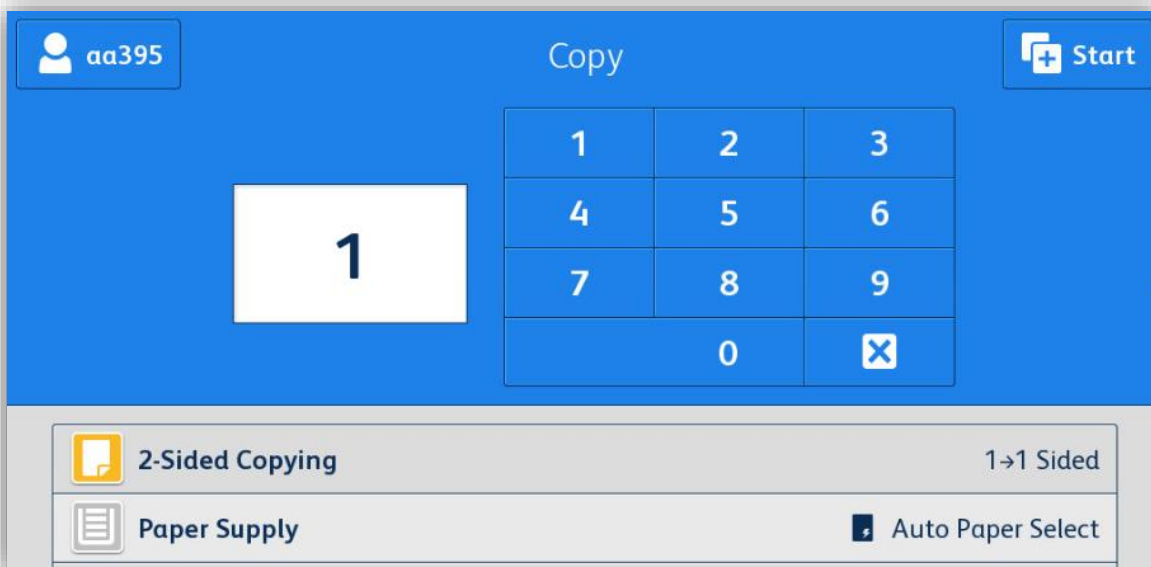 aa395
Copy
Start
1 2 3
4 5 6
1
7 8 9
0
2-Sided Copying 1→1 Sided
Paper Supply Auto Paper Select